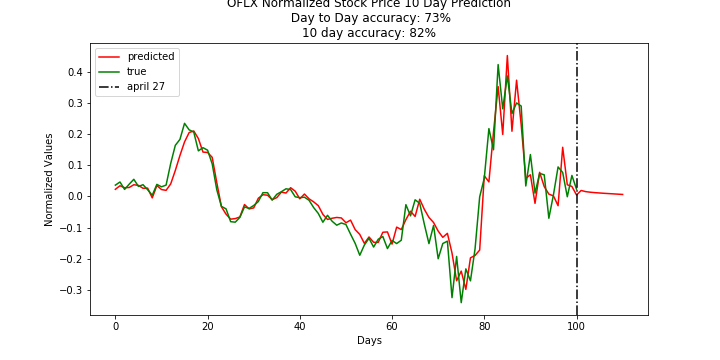 OFLX Normalized Stock Price 10 Day Prediction
Day to Day accuracy: 73%
10 day accuracy: 82%
predicted
true
april 27
Normalized Values
0.4
0.3
0.2
0.1
0.0
−0.1
−0.2
−0.3
0
20
40
60
80
100
Days